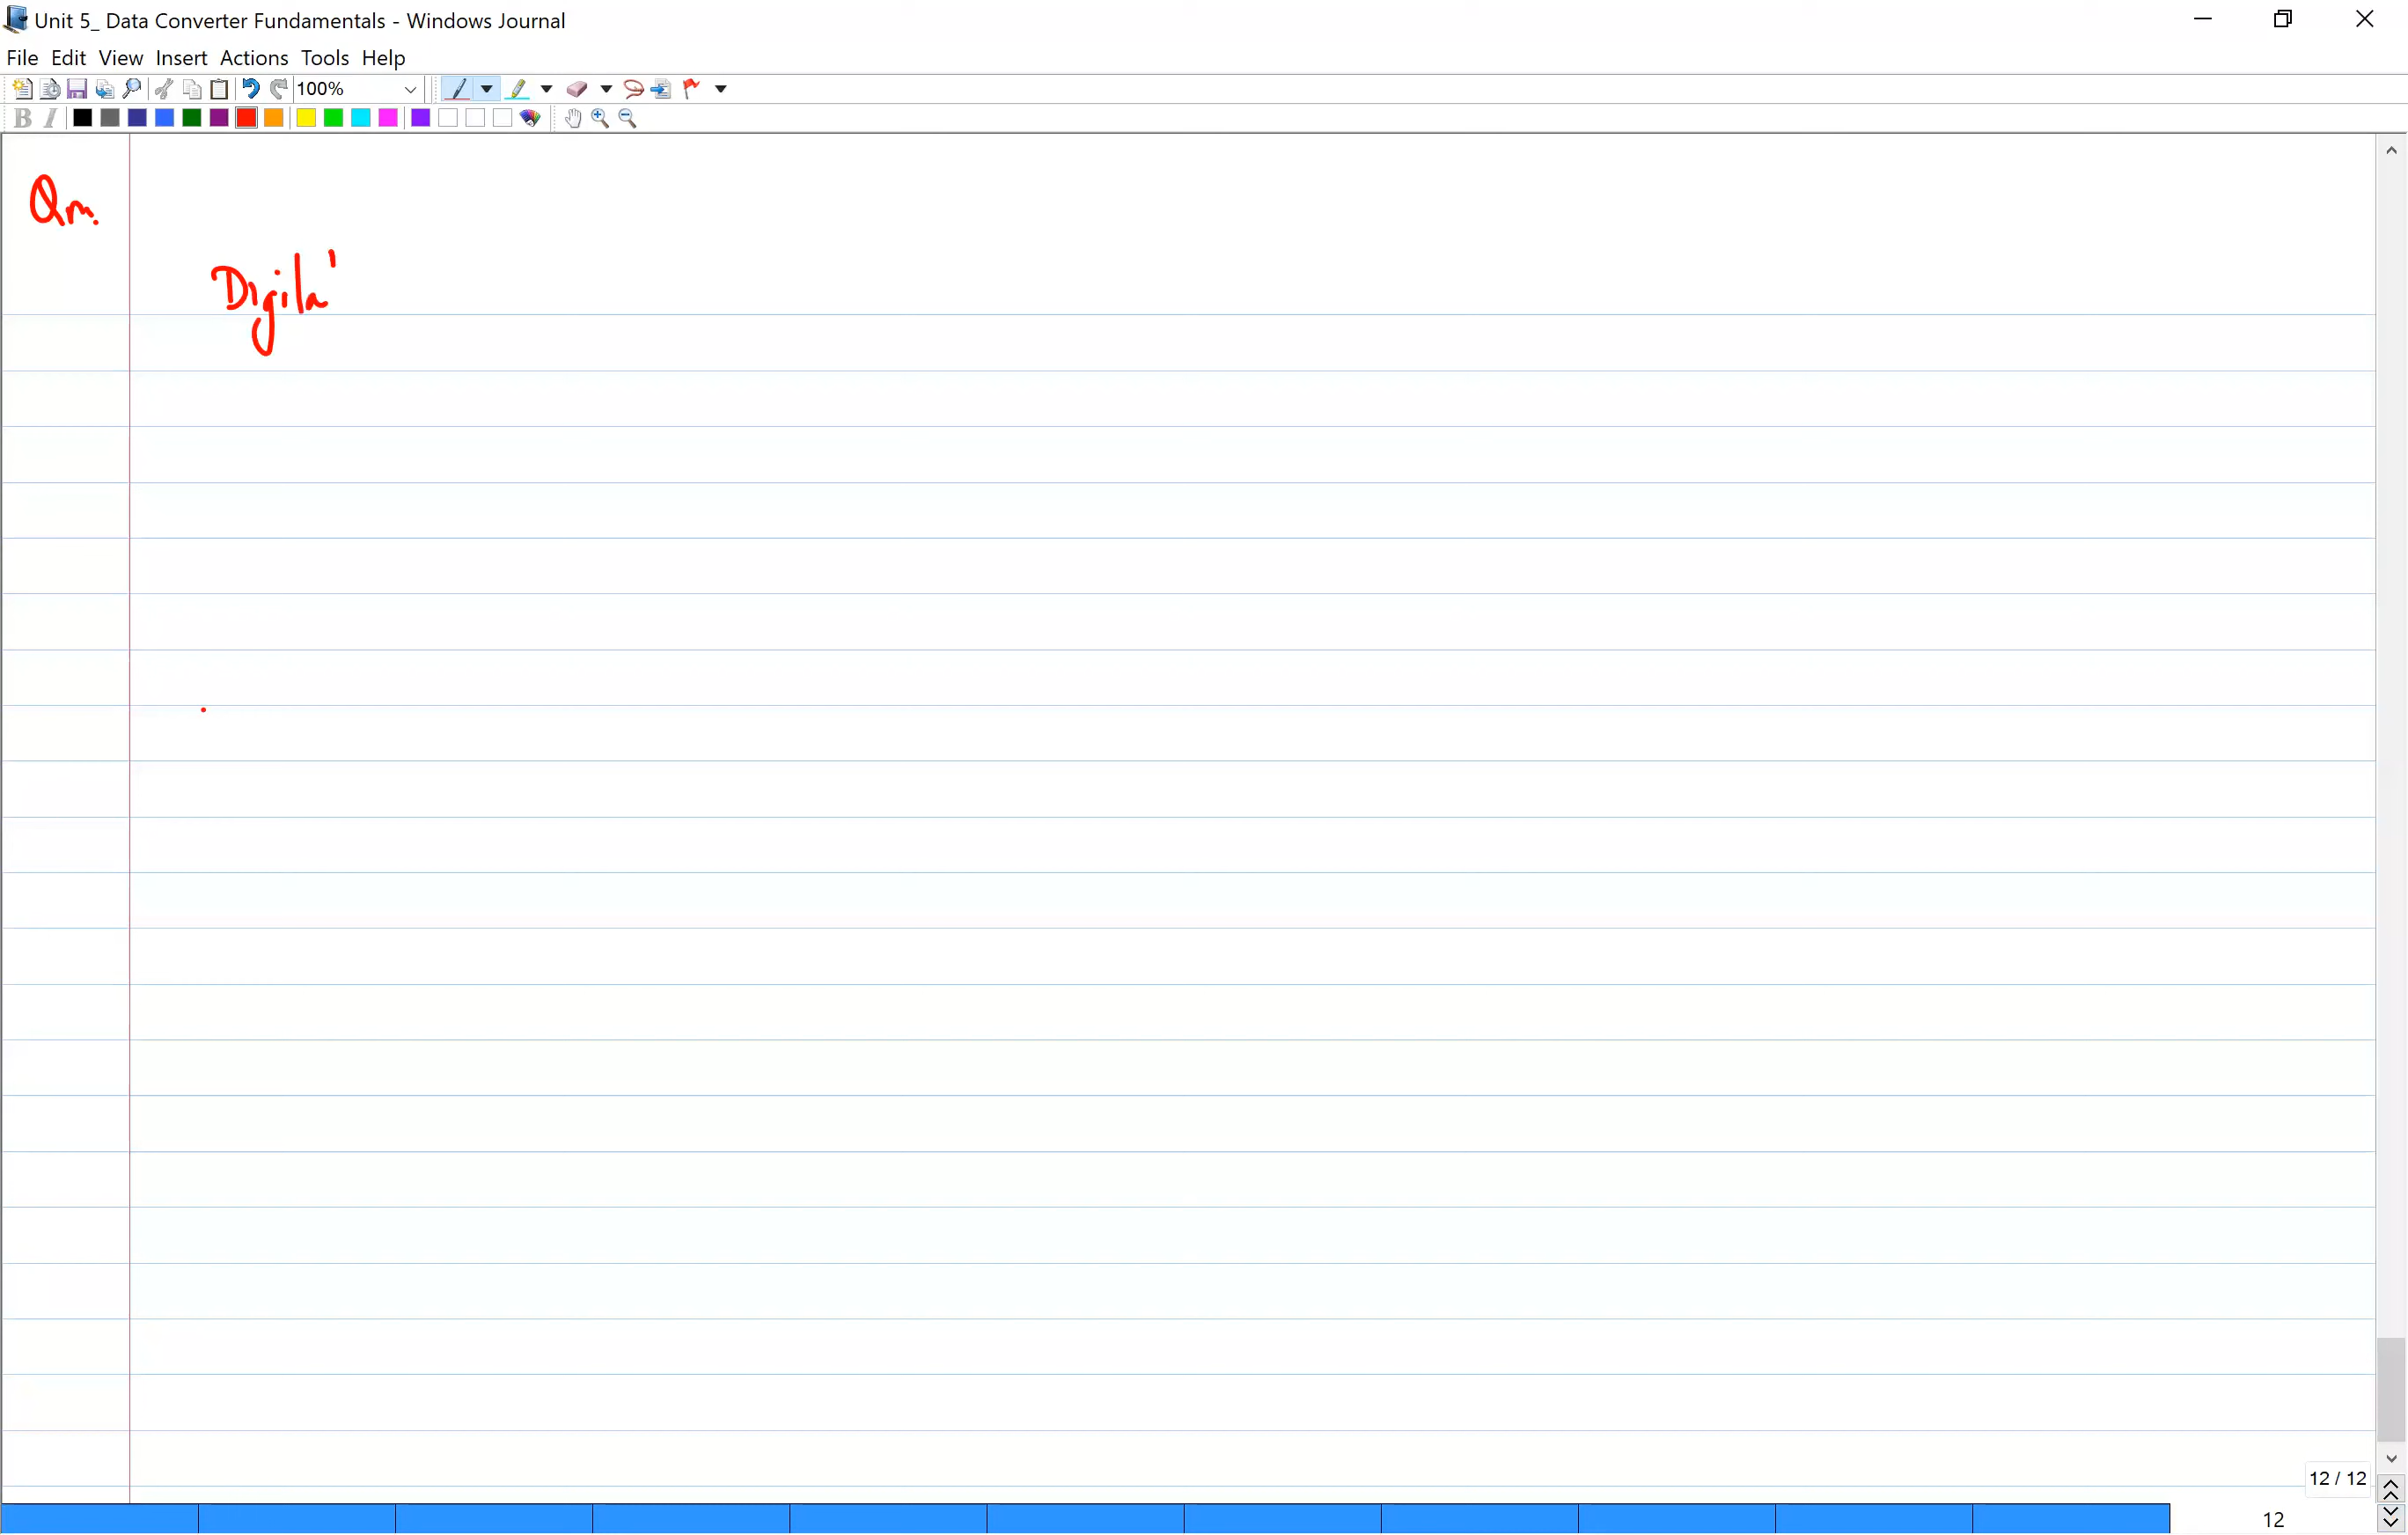 Unit 5_ Data Converter Fundamentals - Windows Journal
File Edit View Insert Actions Tools Help
100%
B I
Qn.
Digita'
12 / 12
12